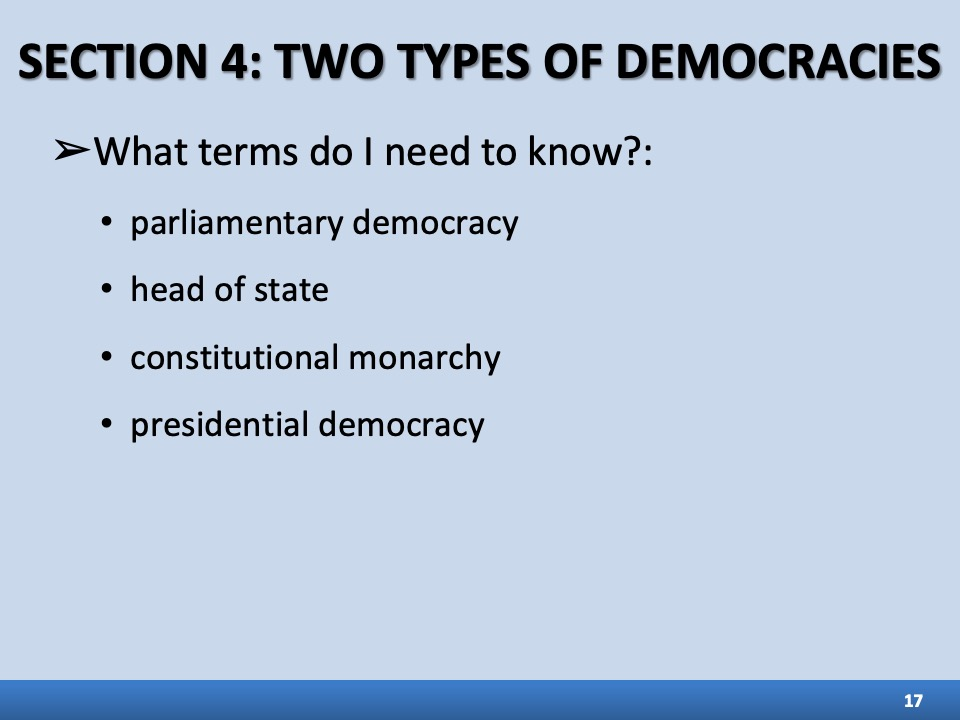 SECTION 4: TWO TYPES OF DEMOCRACIES
➢What terms do I need to know?:
• parliamentary democracy
• head of state
• constitutional monarchy
• presidential democracy
17